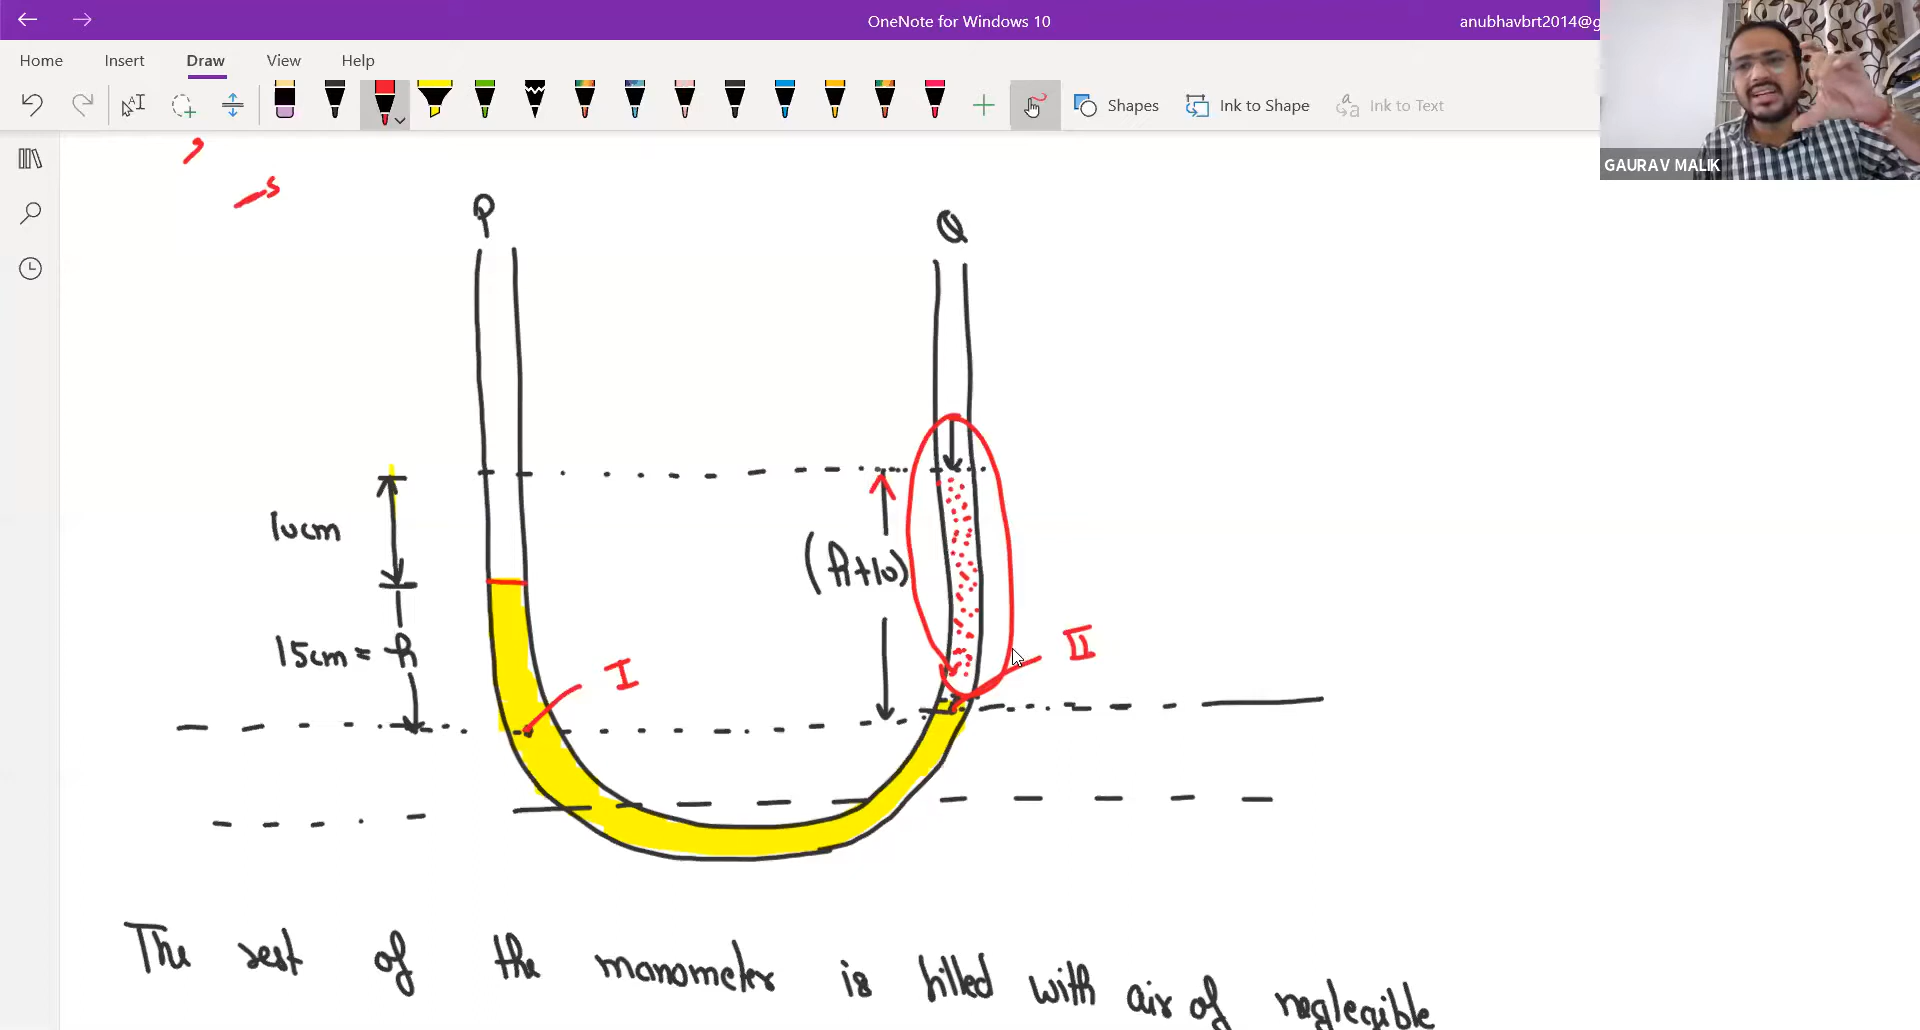 OneNote for Windows 10
anubhavbrt2014@g
Home Insert Draw View Help
Shapes Ink to Shape Ink to Text
GAURAV MALIK
P
Q
10cm
(h+10)
15cm = h
I
II
The rest of the manometer is filled with air of neglegible